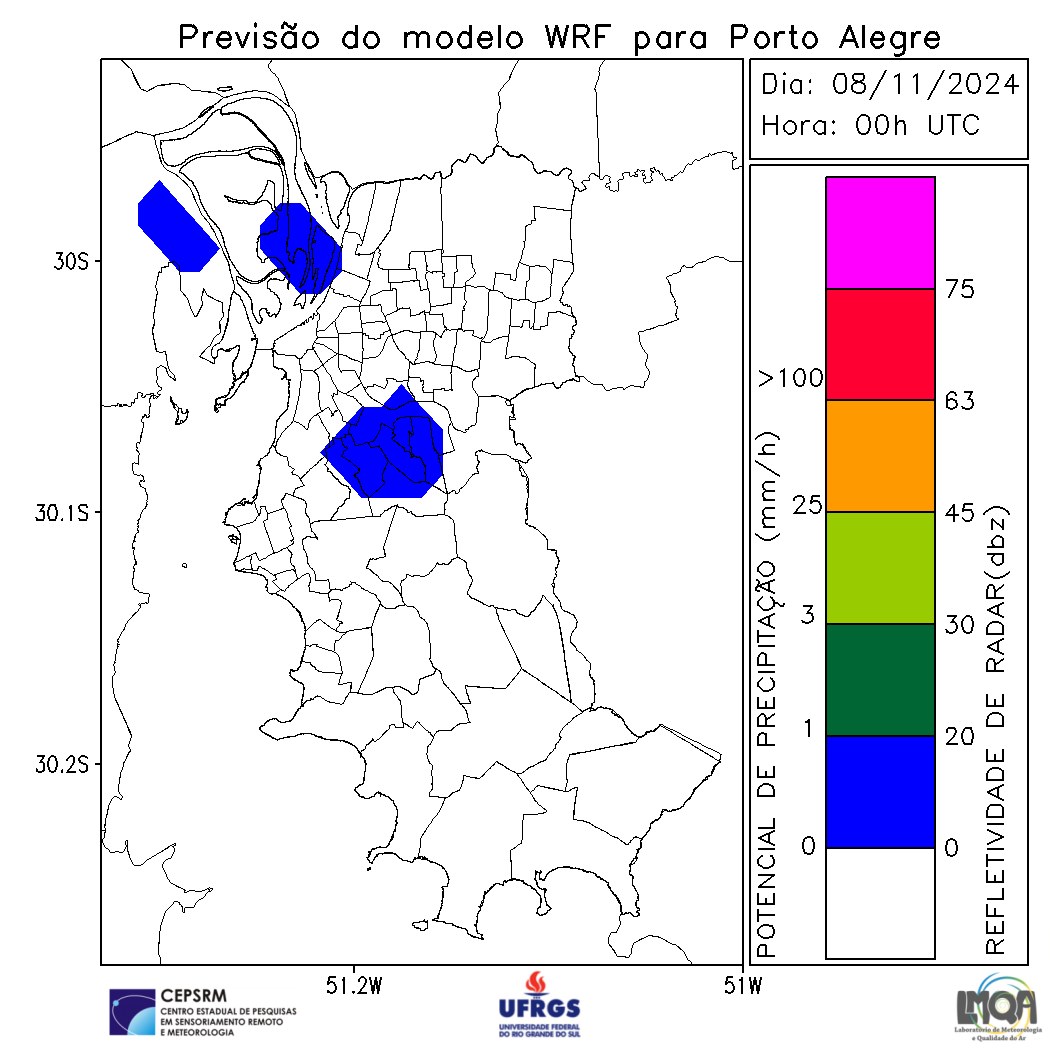 Previsão do modelo WRF para Porto Alegre
Dia: 08/11/2024
Hora: 00h UTC
30S
30.1S
30.2S
51.2W
51W
POTENCIAL DE PRECIPITAÇÃO (mm/h)
>100
25
3
1
0
75
63
45
30
20
0
REFLETIVIDADE DE RADAR(dbz)
CEPSRM
CENTRO ESTADUAL DE PESQUISAS
EM SENSORIAMENTO REMOTO
E METEOROLOGIA
UFRGS
UNIVERSIDADE FEDERAL
DO RIO GRANDE DO SUL
LMQA
Laboratório de Meteorologia
e Qualidade do Ar